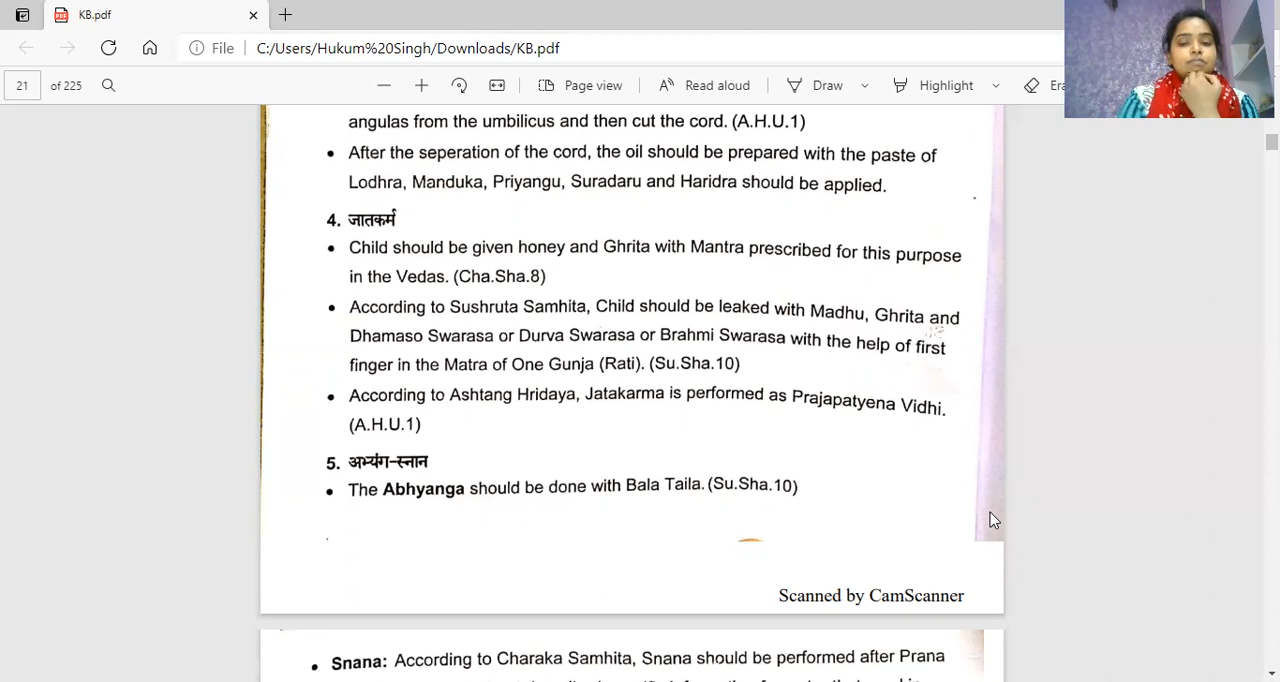 KB.pdf
File C:/Users/Hukum%20Singh/Downloads/KB.pdf
21 of 225 Page view Read aloud Draw Highlight Era
angulas from the umbilicus and then cut the cord. (A.H.U.1)
• After the seperation of the cord, the oil should be prepared with the paste of
Lodhra, Manduka, Priyangu, Suradaru and Haridra should be applied.
4. जातकर्म
• Child should be given honey and Ghrita with Mantra prescribed for this purpose
in the Vedas. (Cha.Sha.8)
• According to Sushruta Samhita, Child should be leaked with Madhu, Ghrita and
Dhamaso Swarasa or Durva Swarasa or Brahmi Swarasa with the help of first
finger in the Matra of One Gunja (Rati). (Su.Sha.10)
• According to Ashtang Hridaya, Jatakarma is performed as Prajapatyena Vidhi.
(A.H.U.1)
5. अभ्यंग-स्नान
• The Abhyanga should be done with Bala Taila. (Su.Sha.10)
Scanned by CamScanner
• Snana: According to Charaka Samhita, Snana should be performed after Prana